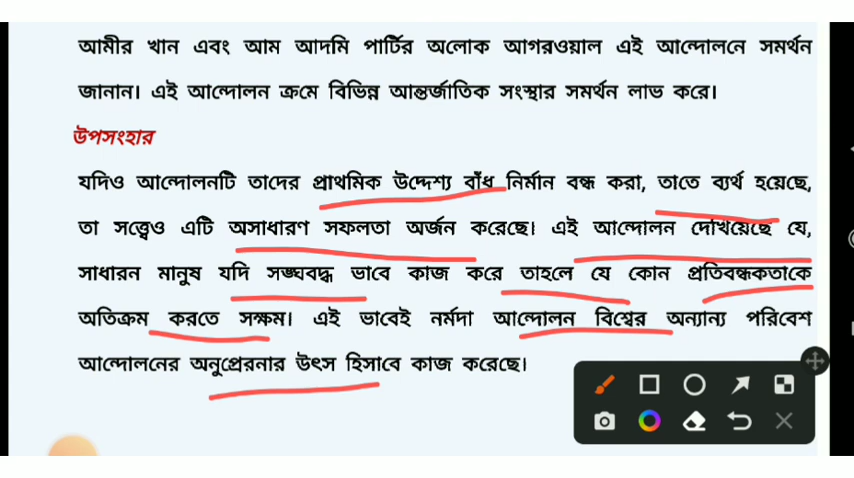 আমীর খান এবং আম আদমি পার্টির অলোক আগরওয়াল এই আন্দোলনে সমর্থন
জানান। এই আন্দোলন ক্রমে বিভিন্ন আন্তর্জাতিক সংস্থার সমর্থন লাভ করে।
উপসংহার
যদিও আন্দোলনটি তাদের প্রাথমিক উদ্দেশ্য বাঁধ নির্মান বন্ধ করা, তাতে ব্যর্থ হয়েছে,
তা সত্ত্বেও এটি অসাধারণ সফলতা অর্জন করেছে। এই আন্দোলন দেখিয়েছে যে,
সাধারন মানুষ যদি সঙ্ঘবদ্ধ ভাবে কাজ করে তাহলে যে কোন প্রতিবন্ধকতাকে
অতিক্রম করতে সক্ষম। এই ভাবেই নর্মদা আন্দোলন বিশ্বের অন্যান্য পরিবেশ
আন্দোলনের অনুপ্রেরনার উৎস হিসাবে কাজ করেছে।